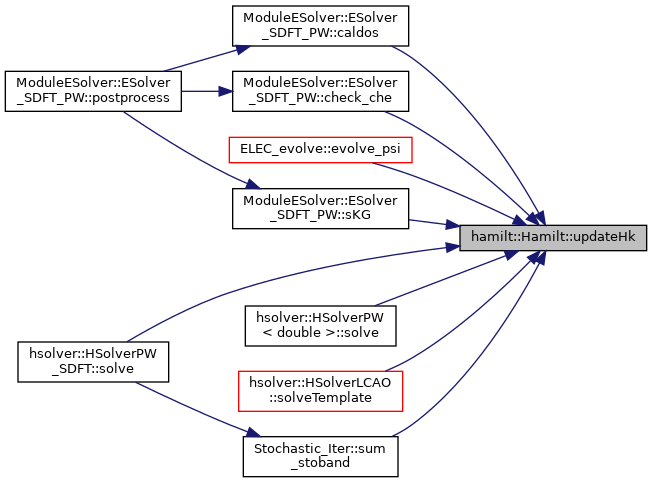 ModuleESolver::ESolver
_SDFT_PW::caldos
ModuleESolver::ESolver
_SDFT_PW::postprocess
ModuleESolver::ESolver
_SDFT_PW::check_che
ELEC_evolve::evolve_psi
ModuleESolver::ESolver
_SDFT_PW::sKG
hamilt::Hamilt::updateHk
hsolver::HSolverPW
< double >::solve
hsolver::HSolverPW
_SDFT::solve
hsolver::HSolverLCAO
::solveTemplate
Stochastic_Iter::sum
_stoband